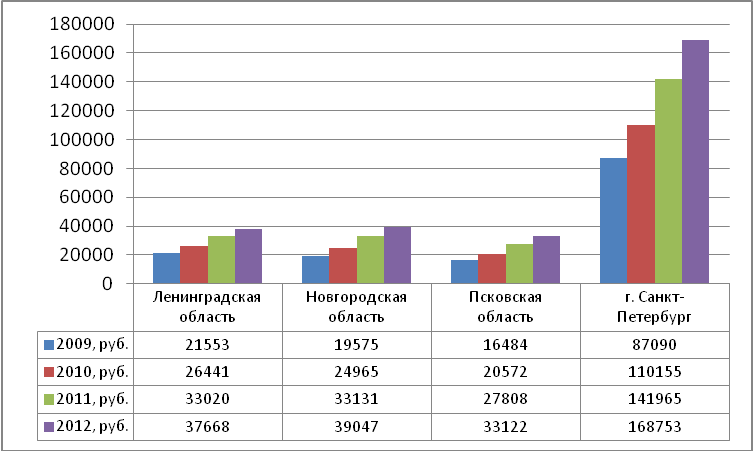 180000
160000
140000
120000
100000
80000
60000
40000
20000
0
Ленинградская область
Новгородская область
Псковская область
г. Санкт-Петербург
2009, руб. 21553 19575 16484 87090
2010, руб. 26441 24965 20572 110155
2011, руб. 33020 33131 27808 141965
2012, руб. 37668 39047 33122 168753